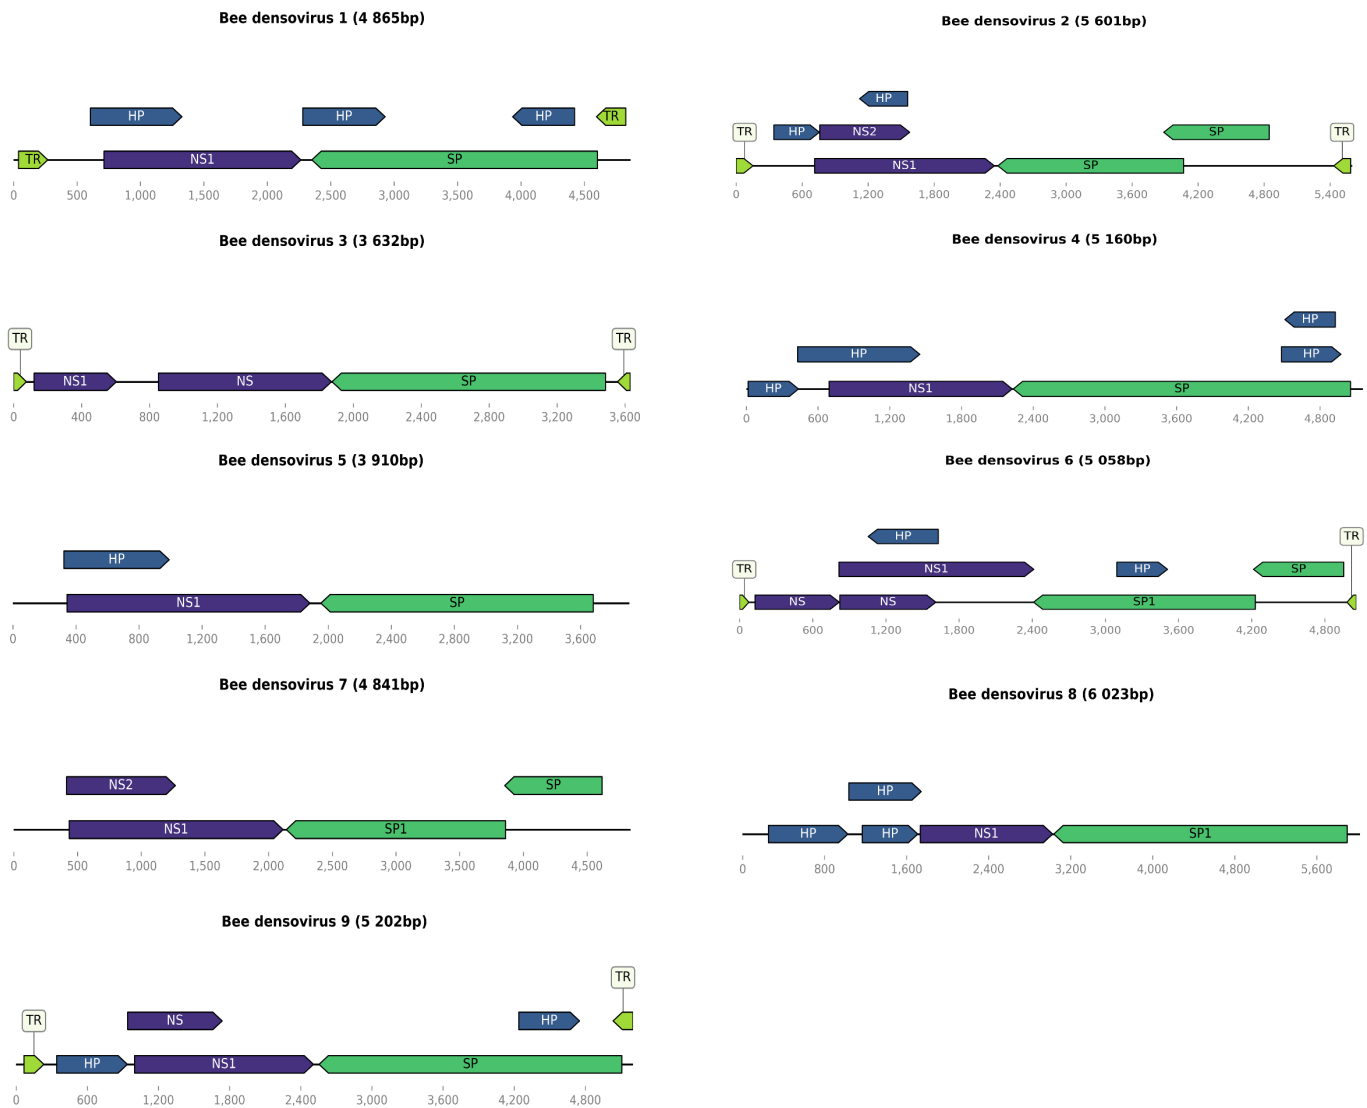 Bee densovirus 1 (4 865bp)
HP HP HP TR
TR NS1 SP
0 500 1,000 1,500 2,000 2,500 3,000 3,500 4,000 4,500
Bee densovirus 2 (5 601bp)
HP
TR HP NS2 SP TR
NS1 SP
0 600 1,200 1,800 2,400 3,000 3,600 4,200 4,800 5,400
Bee densovirus 3 (3 632bp)
TR TR
NS1 NS SP
0 400 800 1,200 1,600 2,000 2,400 2,800 3,200 3,600
Bee densovirus 4 (5 160bp)
HP
HP HP
HP NS1 SP
0 600 1,200 1,800 2,400 3,000 3,600 4,200 4,800
Bee densovirus 5 (3 910bp)
HP
NS1 SP
0 400 800 1,200 1,600 2,000 2,400 2,800 3,200 3,600
Bee densovirus 6 (5 058bp)
HP TR
TR NS1 HP SP
NS NS SP1
0 600 1,200 1,800 2,400 3,000 3,600 4,200 4,800
Bee densovirus 7 (4 841bp)
NS2 SP
NS1 SP1
0 500 1,000 1,500 2,000 2,500 3,000 3,500 4,000 4,500
Bee densovirus 8 (6 023bp)
HP
HP HP NS1 SP1
0 800 1,600 2,400 3,200 4,000 4,800 5,600
Bee densovirus 9 (5 202bp)
TR
TR NS HP
HP NS1 SP
0 600 1,200 1,800 2,400 3,000 3,600 4,200 4,800